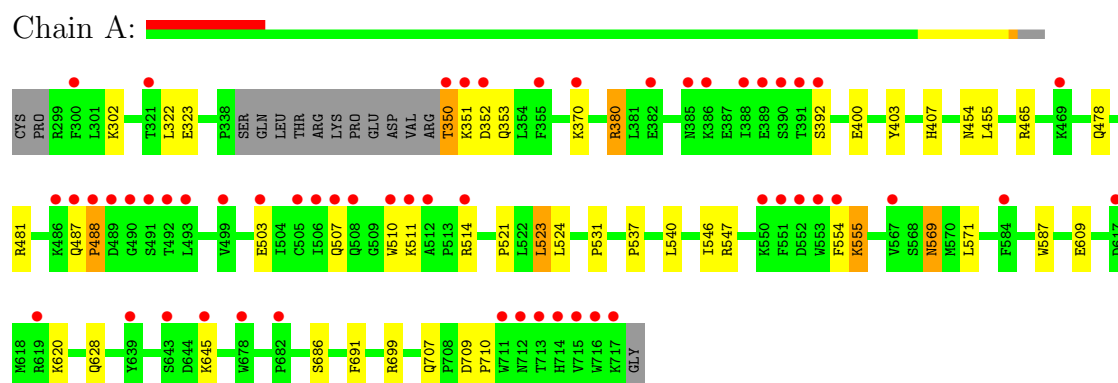 Chain A:
CYS PRO R299 F300 L301 K302 T321 L322 E323 P338 SER GLN LEU THR ARG LYS PRO GLU ASP VAL ARG T350 K351 D352 Q353 L354 F355 K370 R380 L381 E382 N385 K386 E387 I388 E389 S390 T391 S392 E400 Y403 H407 N454 L455 R465 K469 Q478
R481 K486 Q487 P488 D489 G490 S491 T492 L493 V499 E503 I504 C505 I506 Q507 Q508 G509 W510 K511 A512 P513 R514 P521 L522 L523 L524 P531 P537 L540 I546 R547 K550 F551 D552 W553 F554 K555 V567 S568 N569 M570 L571 F584 W587 E609
M618 R619 K620 Q628 Y639 S643 D644 K645 W678 P682 S686 F691 R699 Q707 P708 D709 P710 W711 N712 T713 H714 V715 W716 K717 GLY